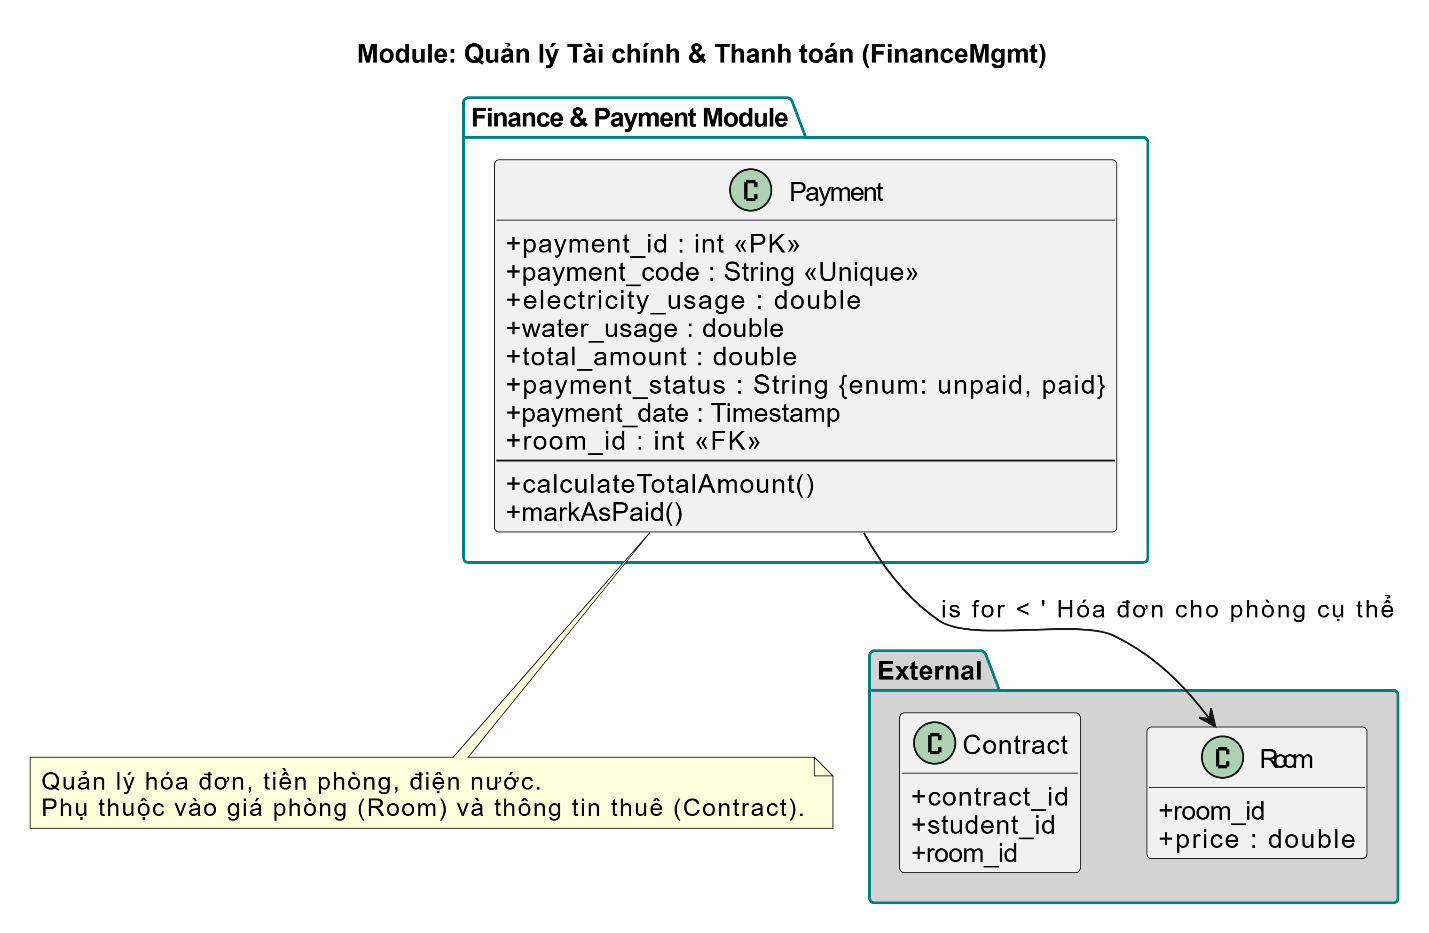 Module: Quản lý Tài chính & Thanh toán (FinanceMgmt)
Finance & Payment Module
C Payment
+payment_id : int «PK»
+payment_code : String «Unique»
+electricity_usage : double
+water_usage : double
+total_amount : double
+payment_status : String {enum: unpaid, paid}
+payment_date : Timestamp
+room_id : int «FK»
+calculateTotalAmount()
+markAsPaid()
is for < ' Hóa đơn cho phòng cụ thể
Quản lý hóa đơn, tiền phòng, điện nước.
Phụ thuộc vào giá phòng (Room) và thông tin thuê (Contract).
External
C Contract
+contract_id
+student_id
+room_id
C Room
+room_id
+price : double